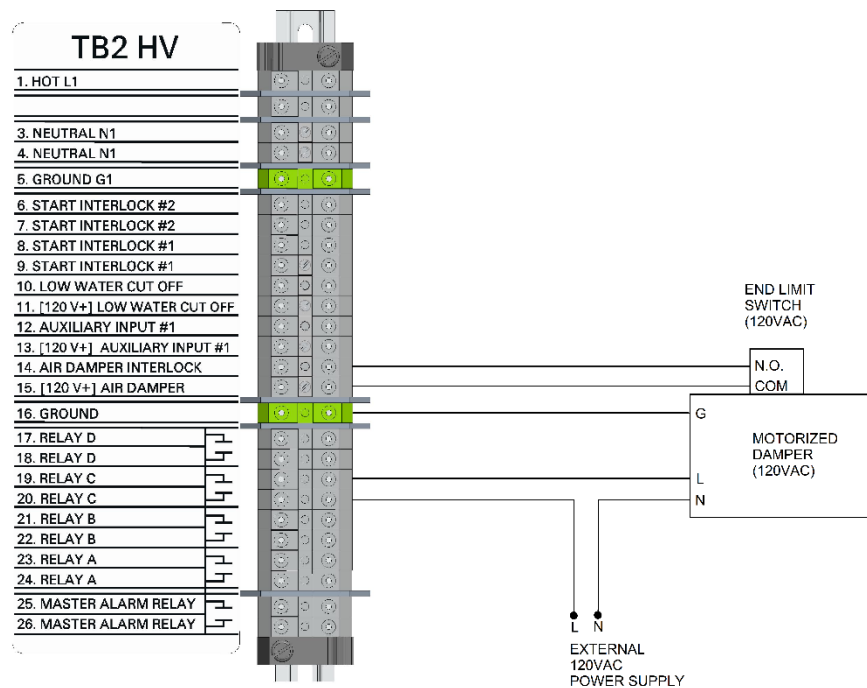 TB2 HV
1. HOT L1
3. NEUTRAL N1
4. NEUTRAL N1
5. GROUND G1
6. START INTERLOCK #2
7. START INTERLOCK #2
8. START INTERLOCK #1
9. START INTERLOCK #1
10. LOW WATER CUT OFF
11. [120 V+] LOW WATER CUT OFF
12. AUXILIARY INPUT #1
13. [120 V+] AUXILIARY INPUT #1
14. AIR DAMPER INTERLOCK
15. [120 V+] AIR DAMPER
16. GROUND
17. RELAY D
18. RELAY D
19. RELAY C
20. RELAY C
21. RELAY B
22. RELAY B
23. RELAY A
24. RELAY A
25. MASTER ALARM RELAY
26. MASTER ALARM RELAY
END LIMIT
SWITCH
(120VAC)
N.O.
COM
G
MOTORIZED
DAMPER
(120VAC)
L
N
L N
EXTERNAL
120VAC
POWER SUPPLY